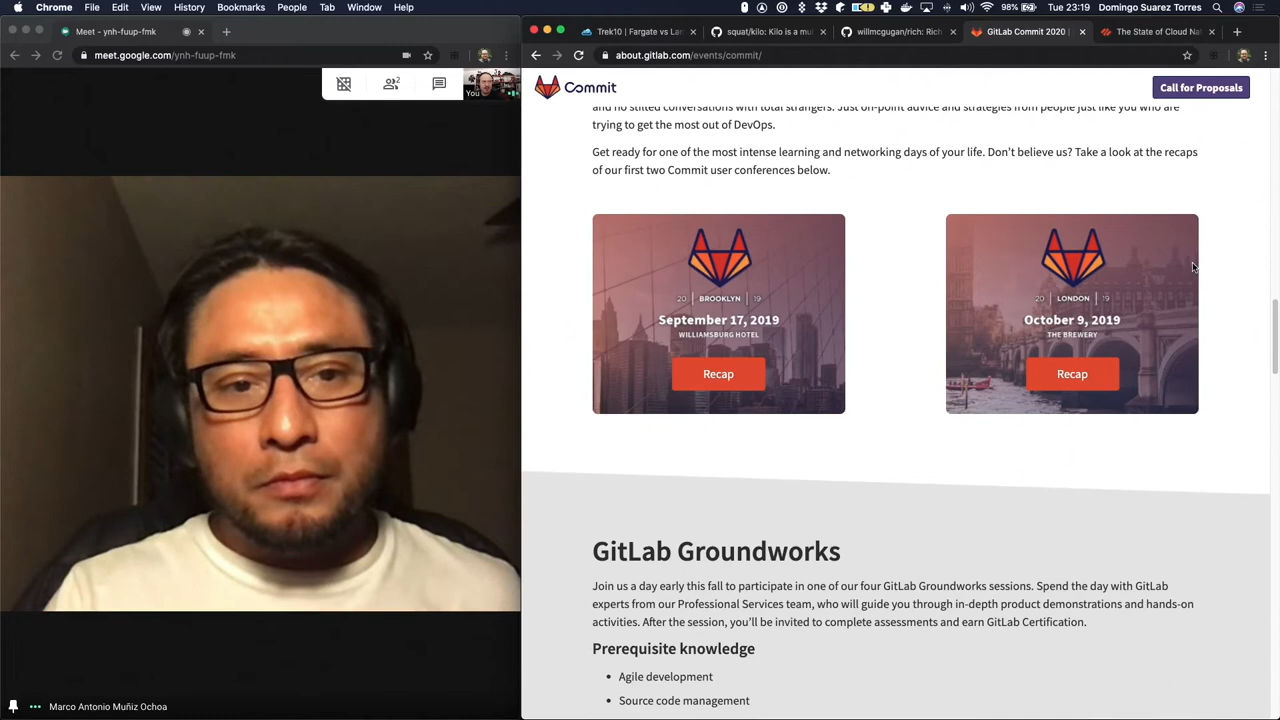 Chrome File Edit View History Bookmarks People Tab Window Help
98% Tue 23:19 Domingo Suarez Torres
Meet - ynh-fuup-fmk
meet.google.com/ynh-fuup-fmk
2
You
Marco Antonio Muñiz Ochoa
Trek10 | Fargate vs Lam
squat/kilo: Kilo is a mul
willmcgugan/rich: Rich
GitLab Commit 2020 |
The State of Cloud Nat
about.gitlab.com/events/commit/
Commit
Call for Proposals
and no stilted conversations with total strangers. Just on-point advice and strategies from people just like you who are
trying to get the most out of DevOps.
Get ready for one of the most intense learning and networking days of your life. Don't believe us? Take a look at the recaps
of our first two Commit user conferences below.
20 | BROOKLYN | 19
September 17, 2019
WILLIAMSBURG HOTEL
Recap
20 | LONDON | 19
October 9, 2019
THE BREWERY
Recap
GitLab Groundworks
Join us a day early this fall to participate in one of our four GitLab Groundworks sessions. Spend the day with GitLab
experts from our Professional Services team, who will guide you through in-depth product demonstrations and hands-on
activities. After the session, you'll be invited to complete assessments and earn GitLab Certification.
Prerequisite knowledge
• Agile development
• Source code management